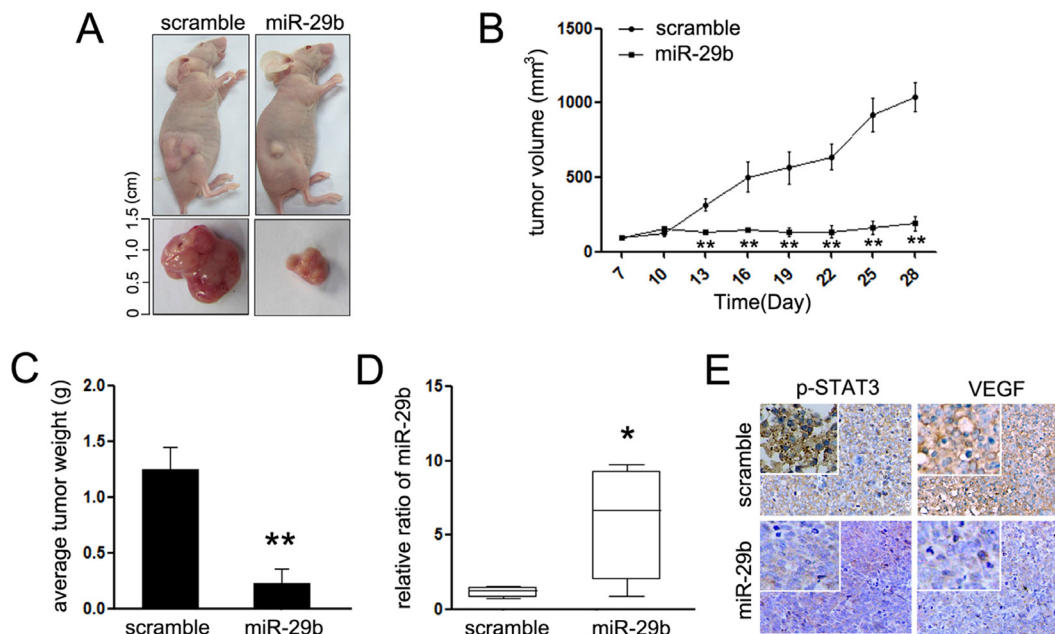 A
scramble miR-29b
1.5 (cm)
1.0
0.5
0
B
tumor volume (mm³)
1500
1000
500
0
scramble
miR-29b
** ** ** ** ** **
7 10 13 16 19 22 25 28
Time(Day)
C
average tumor weight (g)
2.0
1.5
1.0
0.5
0.0
**
scramble miR-29b
D
relative ratio of miR-29b
15
10
5
0
*
scramble miR-29b
E
p-STAT3 VEGF
scramble
miR-29b